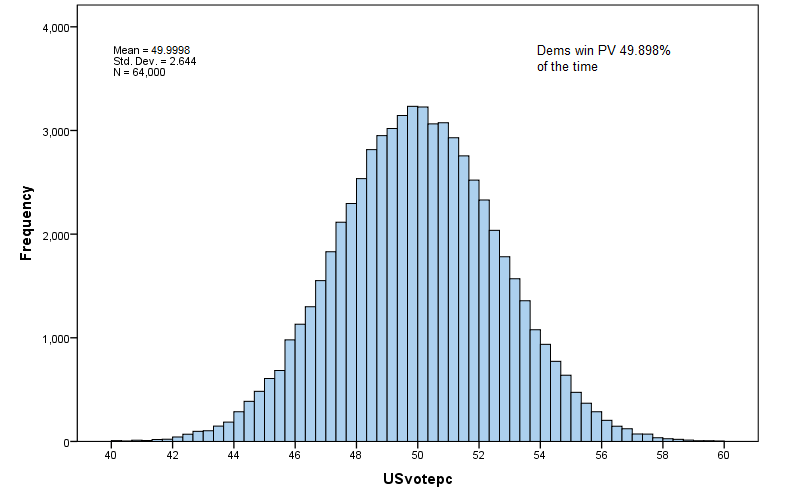 4,000
Mean = 49.9998
Std. Dev. = 2.644
N = 64,000
Dems win PV 49.898%
of the time
3,000
Frequency
2,000
1,000
0
40 42 44 46 48 50 52 54 56 58 60
USvotepc